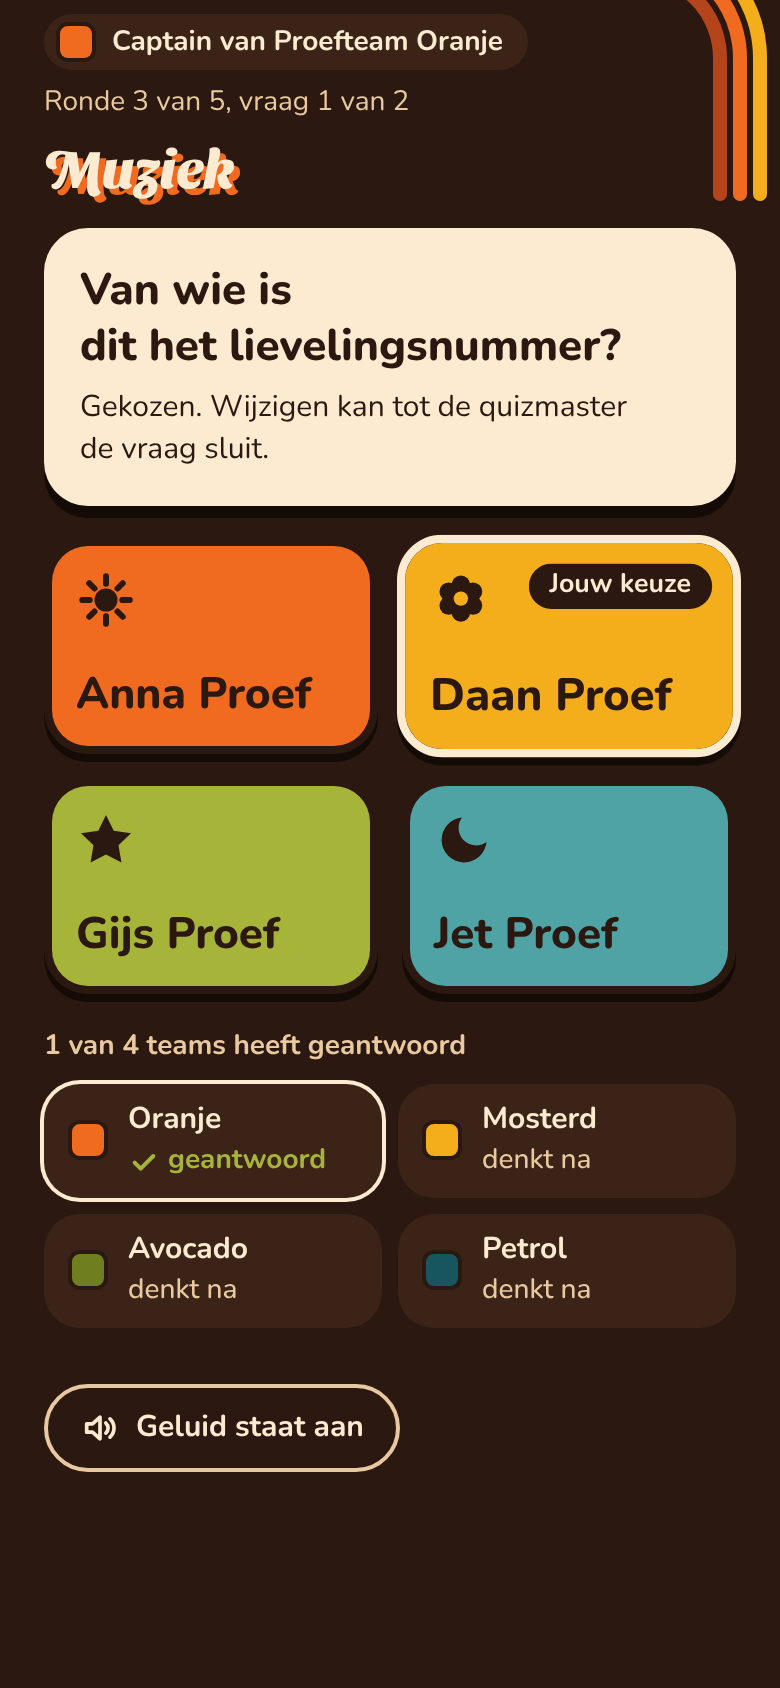 Captain van Proefteam Oranje
Ronde 3 van 5, vraag 1 van 2
Muziek
Van wie is
dit het lievelingsnummer?
Gekozen. Wijzigen kan tot de quizmaster
de vraag sluit.
Anna Proef
Jouw keuze
Daan Proef
Gijs Proef
Jet Proef
1 van 4 teams heeft geantwoord
Oranje
geantwoord
Mosterd
denkt na
Avocado
denkt na
Petrol
denkt na
Geluid staat aan